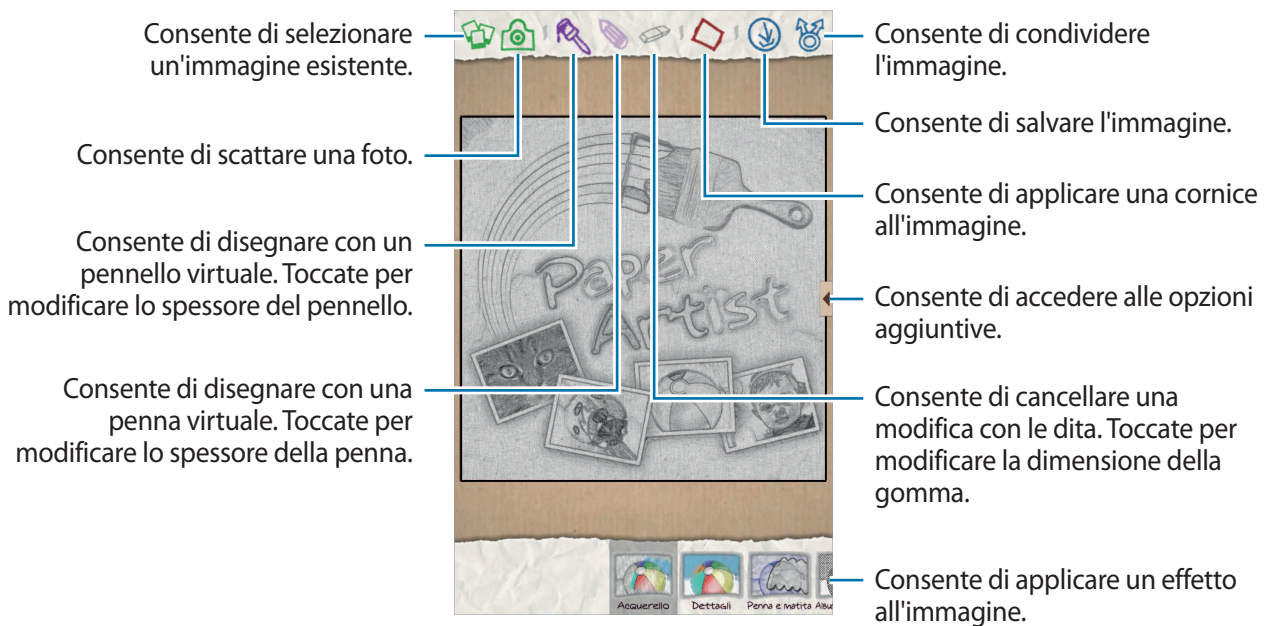 Consente di selezionare
un'immagine esistente.
Consente di scattare una foto.
Consente di disegnare con un
pennello virtuale. Toccate per
modificare lo spessore del pennello.
Consente di disegnare con una
penna virtuale. Toccate per
modificare lo spessore della penna.
Paper
Artist
Acquerello
Dettagli
Penna e matita
Consente di condividere
l'immagine.
Consente di salvare l'immagine.
Consente di applicare una cornice
all'immagine.
Consente di accedere alle opzioni
aggiuntive.
Consente di cancellare una
modifica con le dita. Toccate per
modificare la dimensione della
gomma.
Consente di applicare un effetto
all'immagine.